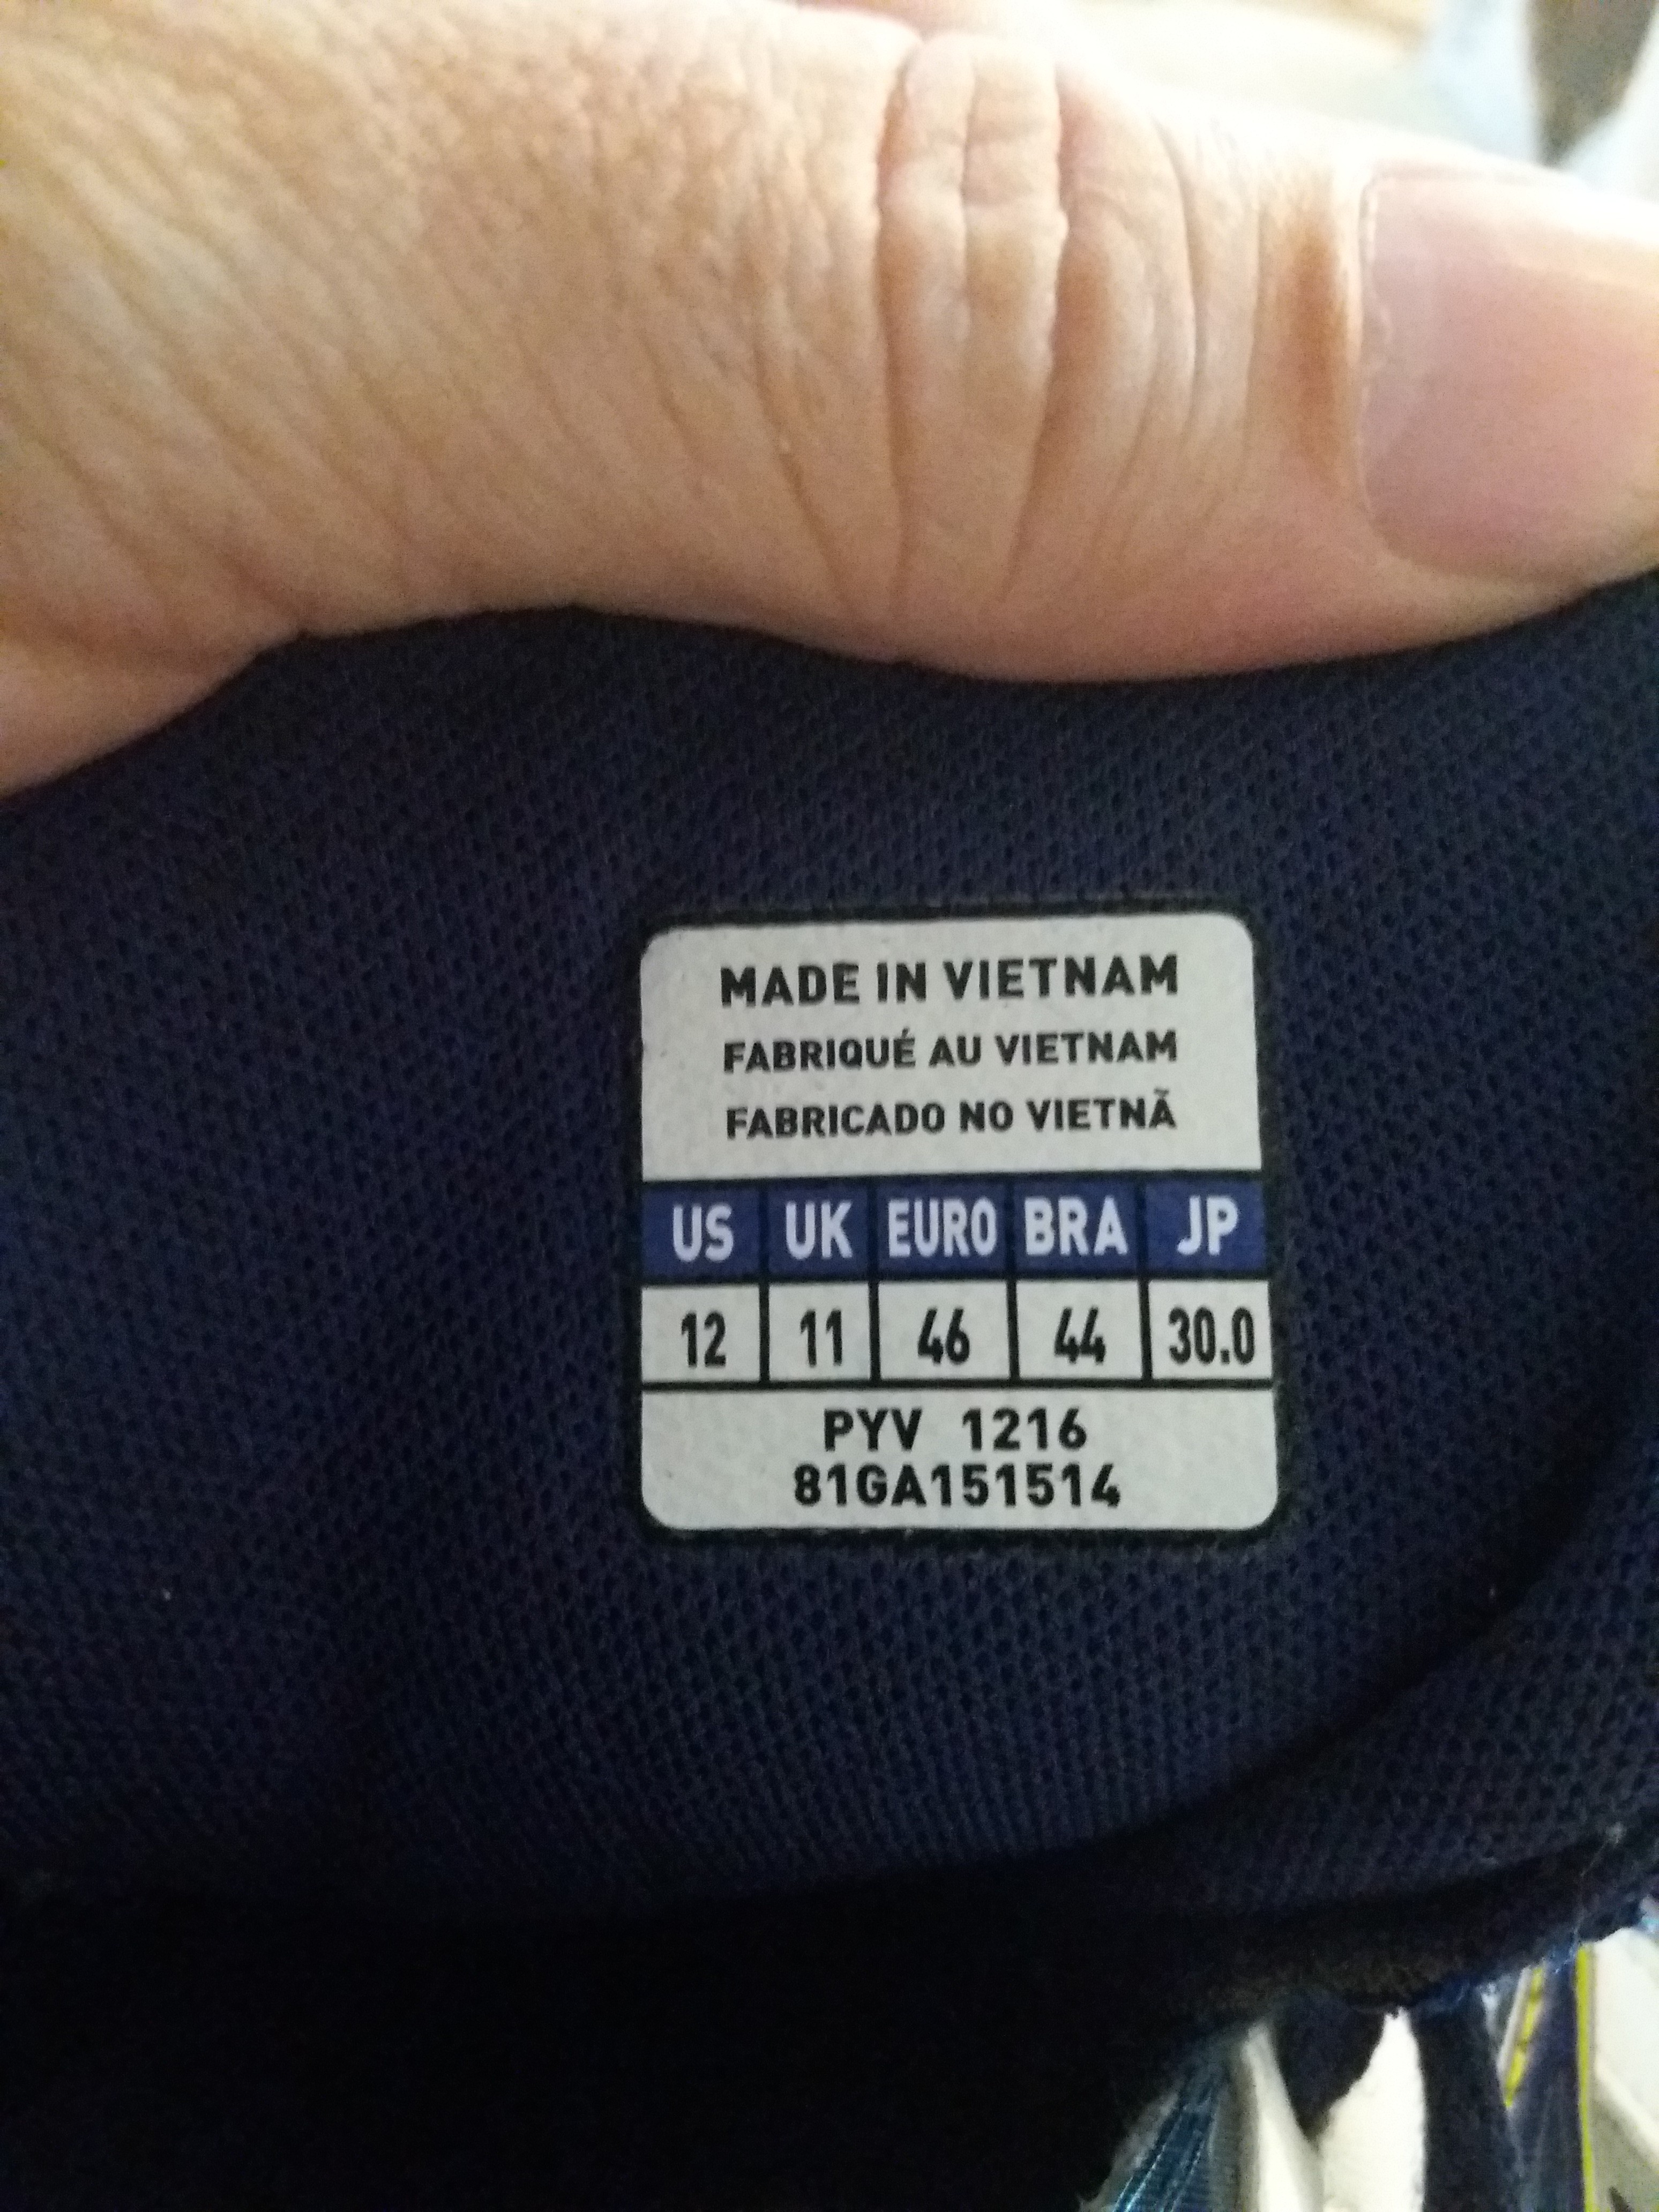 MADE IN VIETNAM
FABRIQUÉ AU VIETNAM
FABRICADO NO VIETNÃ
US UK EURO BRA JP
12 11 46 44 30.0
PYV 1216
81GA151514